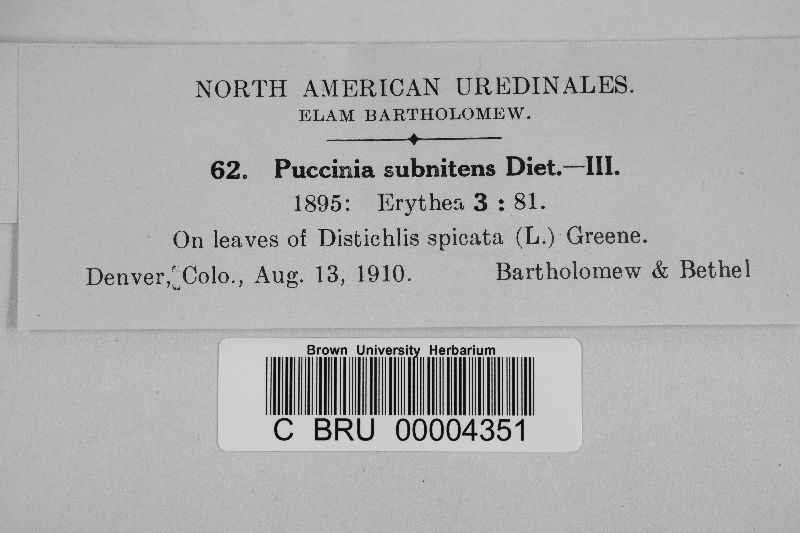 NORTH AMERICAN UREDINALES.
ELAM BARTHOLOMEW.
62. Puccinia subnitens Diet.—III.
1895: Erythea 3 : 81.
On leaves of Distichlis spicata (L.) Greene.
Denver, Colo., Aug. 13, 1910. Bartholomew & Bethel
Brown University Herbarium
C BRU 00004351